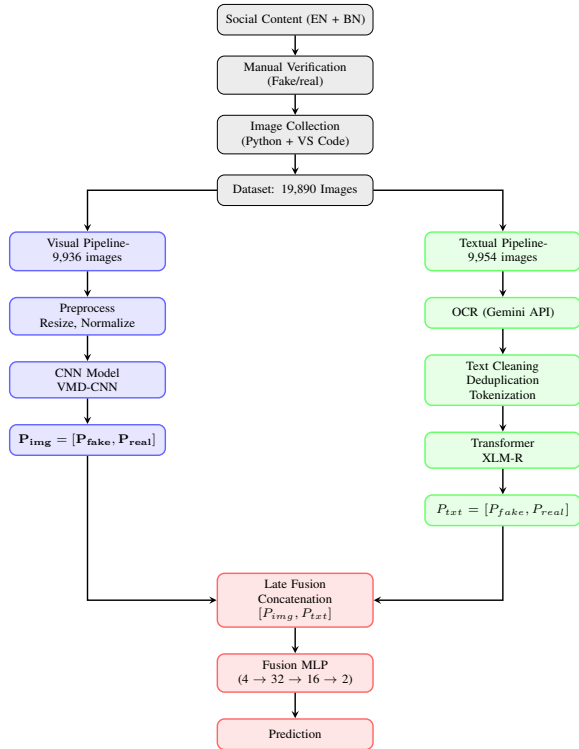 Social Content (EN + BN)
Manual Verification
(Fake/real)
Image Collection
(Python + VS Code)
Dataset: 19,890 Images
Visual Pipeline-
9,936 images
Preprocess
Resize, Normalize
CNN Model
VMD-CNN
P_img = [P_fake, P_real]
Textual Pipeline-
9,954 images
OCR (Gemini API)
Text Cleaning
Deduplication
Tokenization
Transformer
XLM-R
P_txt = [P_fake, P_real]
Late Fusion
Concatenation
[P_img, P_txt]
Fusion MLP
(4 → 32 → 16 → 2)
Prediction